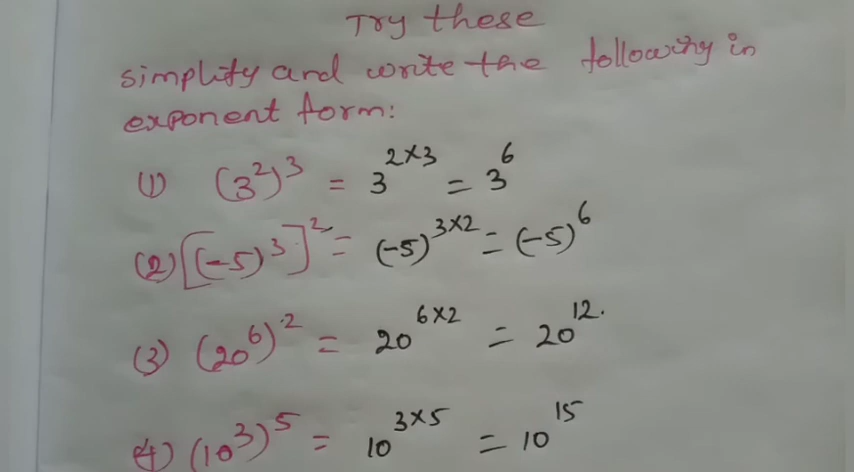 Try these
simplify and write the following in
exponent form:
(1) (3²)³ = 3^{2×3} = 3⁶
(2) [(-5)³]² = (-5)^{3×2} = (-5)⁶
(3) (20⁶)² = 20^{6×2} = 20¹².
(4) (10³)⁵ = 10^{3×5} = 10¹⁵